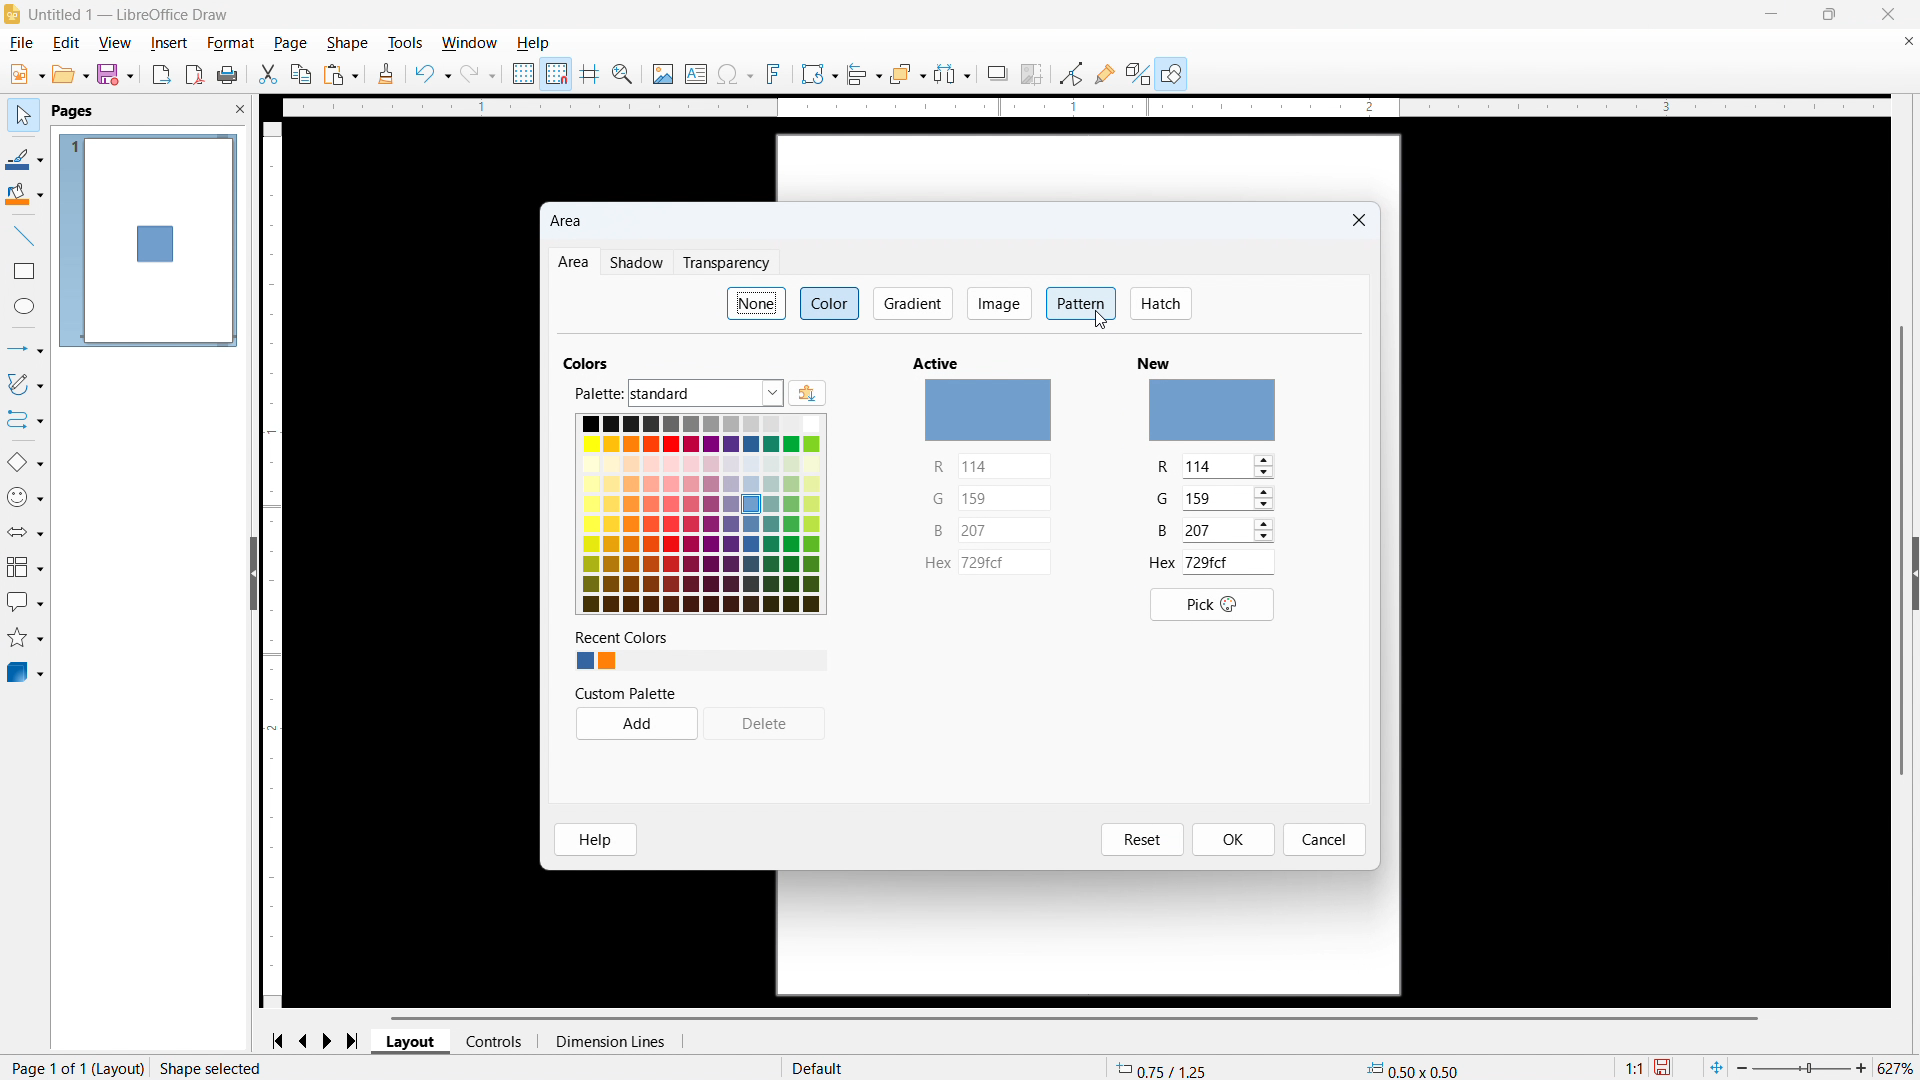 Untitled 1 — LibreOffice Draw
File Edit View Insert Format Page Shape Tools Window Help
Pages
1
1 1 2 3
1
2
Area
Area Shadow Transparency
None Color Gradient Image Pattern Hatch
Colors Active New
Palette: standard
R 114 R 114
G 159 G 159
B 207 B 207
Hex 729fcf Hex 729fcf
Pick
Recent Colors
Custom Palette
Add Delete
Help Reset OK Cancel
Layout Controls Dimension Lines
Page 1 of 1 (Layout) Shape selected Default 0.75 / 1.25 0.50 x 0.50 1:1 627%